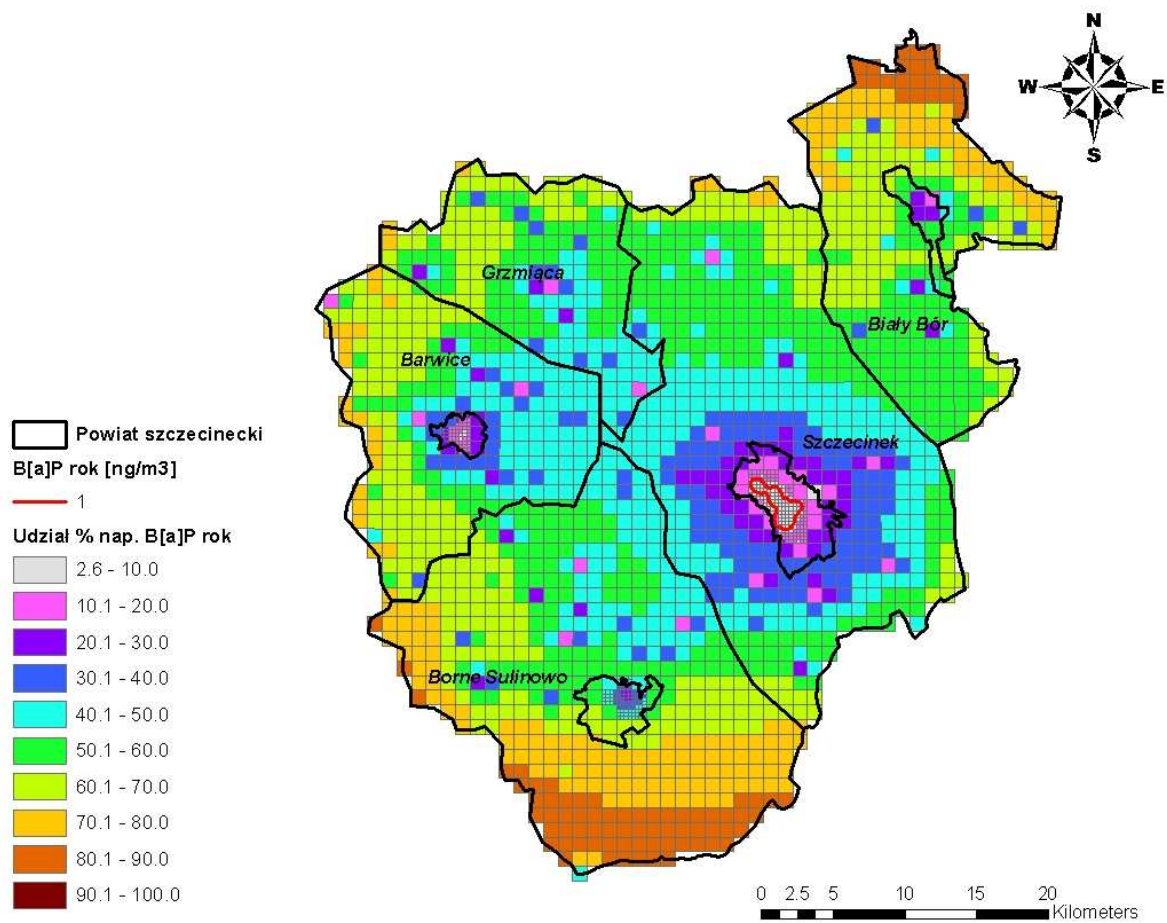 N
W
E
S
Grzmiąca
Biały Bór
Barwice
Szczecinek
Borne Sulinowo
Powiat szczecinecki
B[a]P rok [ng/m3]
1
Udział % nap. B[a]P rok
2.6 - 10.0
10.1 - 20.0
20.1 - 30.0
30.1 - 40.0
40.1 - 50.0
50.1 - 60.0
60.1 - 70.0
70.1 - 80.0
80.1 - 90.0
90.1 - 100.0
0 2.5 5 10 15 20
Kilometers